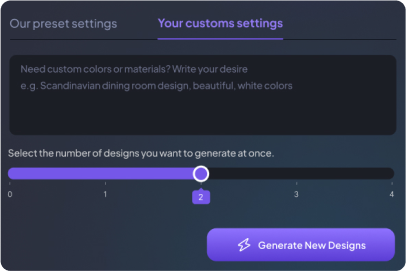 Our preset settings
Your customs settings
Need custom colors or materials? Write your desire
e.g. Scandinavian dining room design, beautiful, white colors
Select the number of designs you want to generate at once.
0 1 2 3 4
Generate New Designs